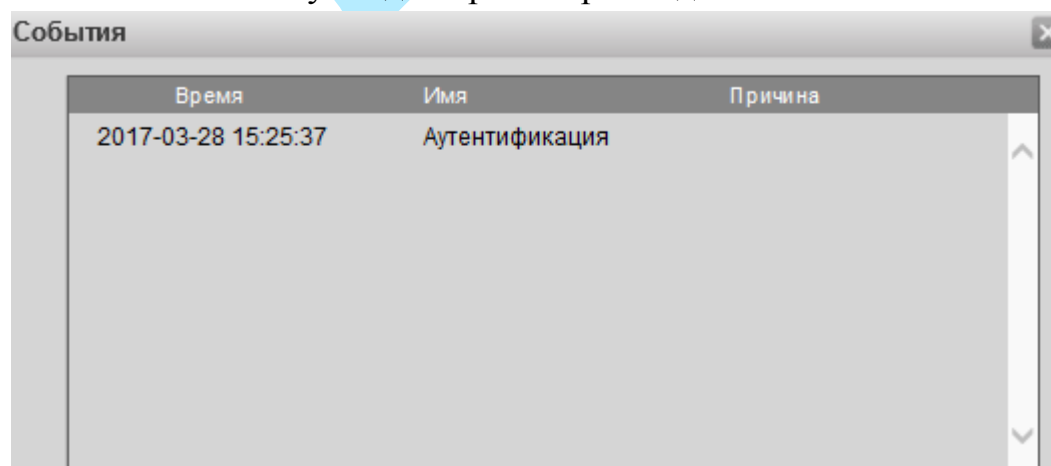 События
Время Имя Причина
2017-03-28 15:25:37 Аутентификация